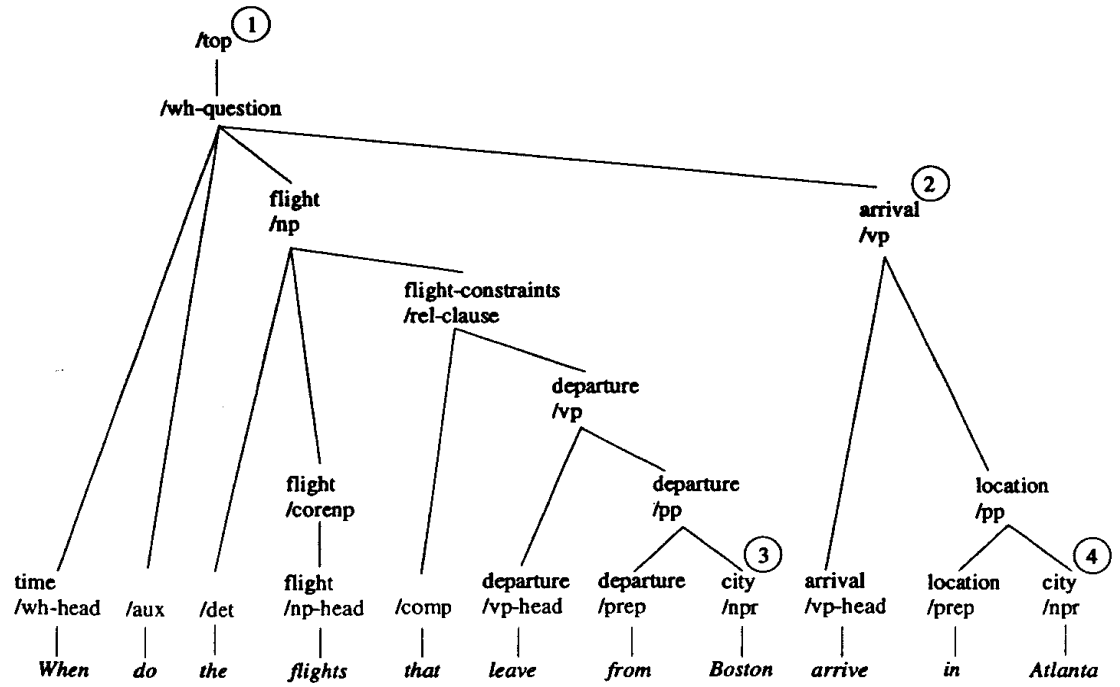 /top 1
/wh-question
flight
/np
arrival 2
/vp
flight-constraints
/rel-clause
departure
/vp
flight
/corenp
departure
/pp
location
/pp
time
/wh-head
/aux
/det
flight
/np-head
/comp
departure
/vp-head
departure
/prep
city 3
/npr
arrival
/vp-head
location
/prep
city 4
/npr
When do the flights that leave from Boston arrive in Atlanta